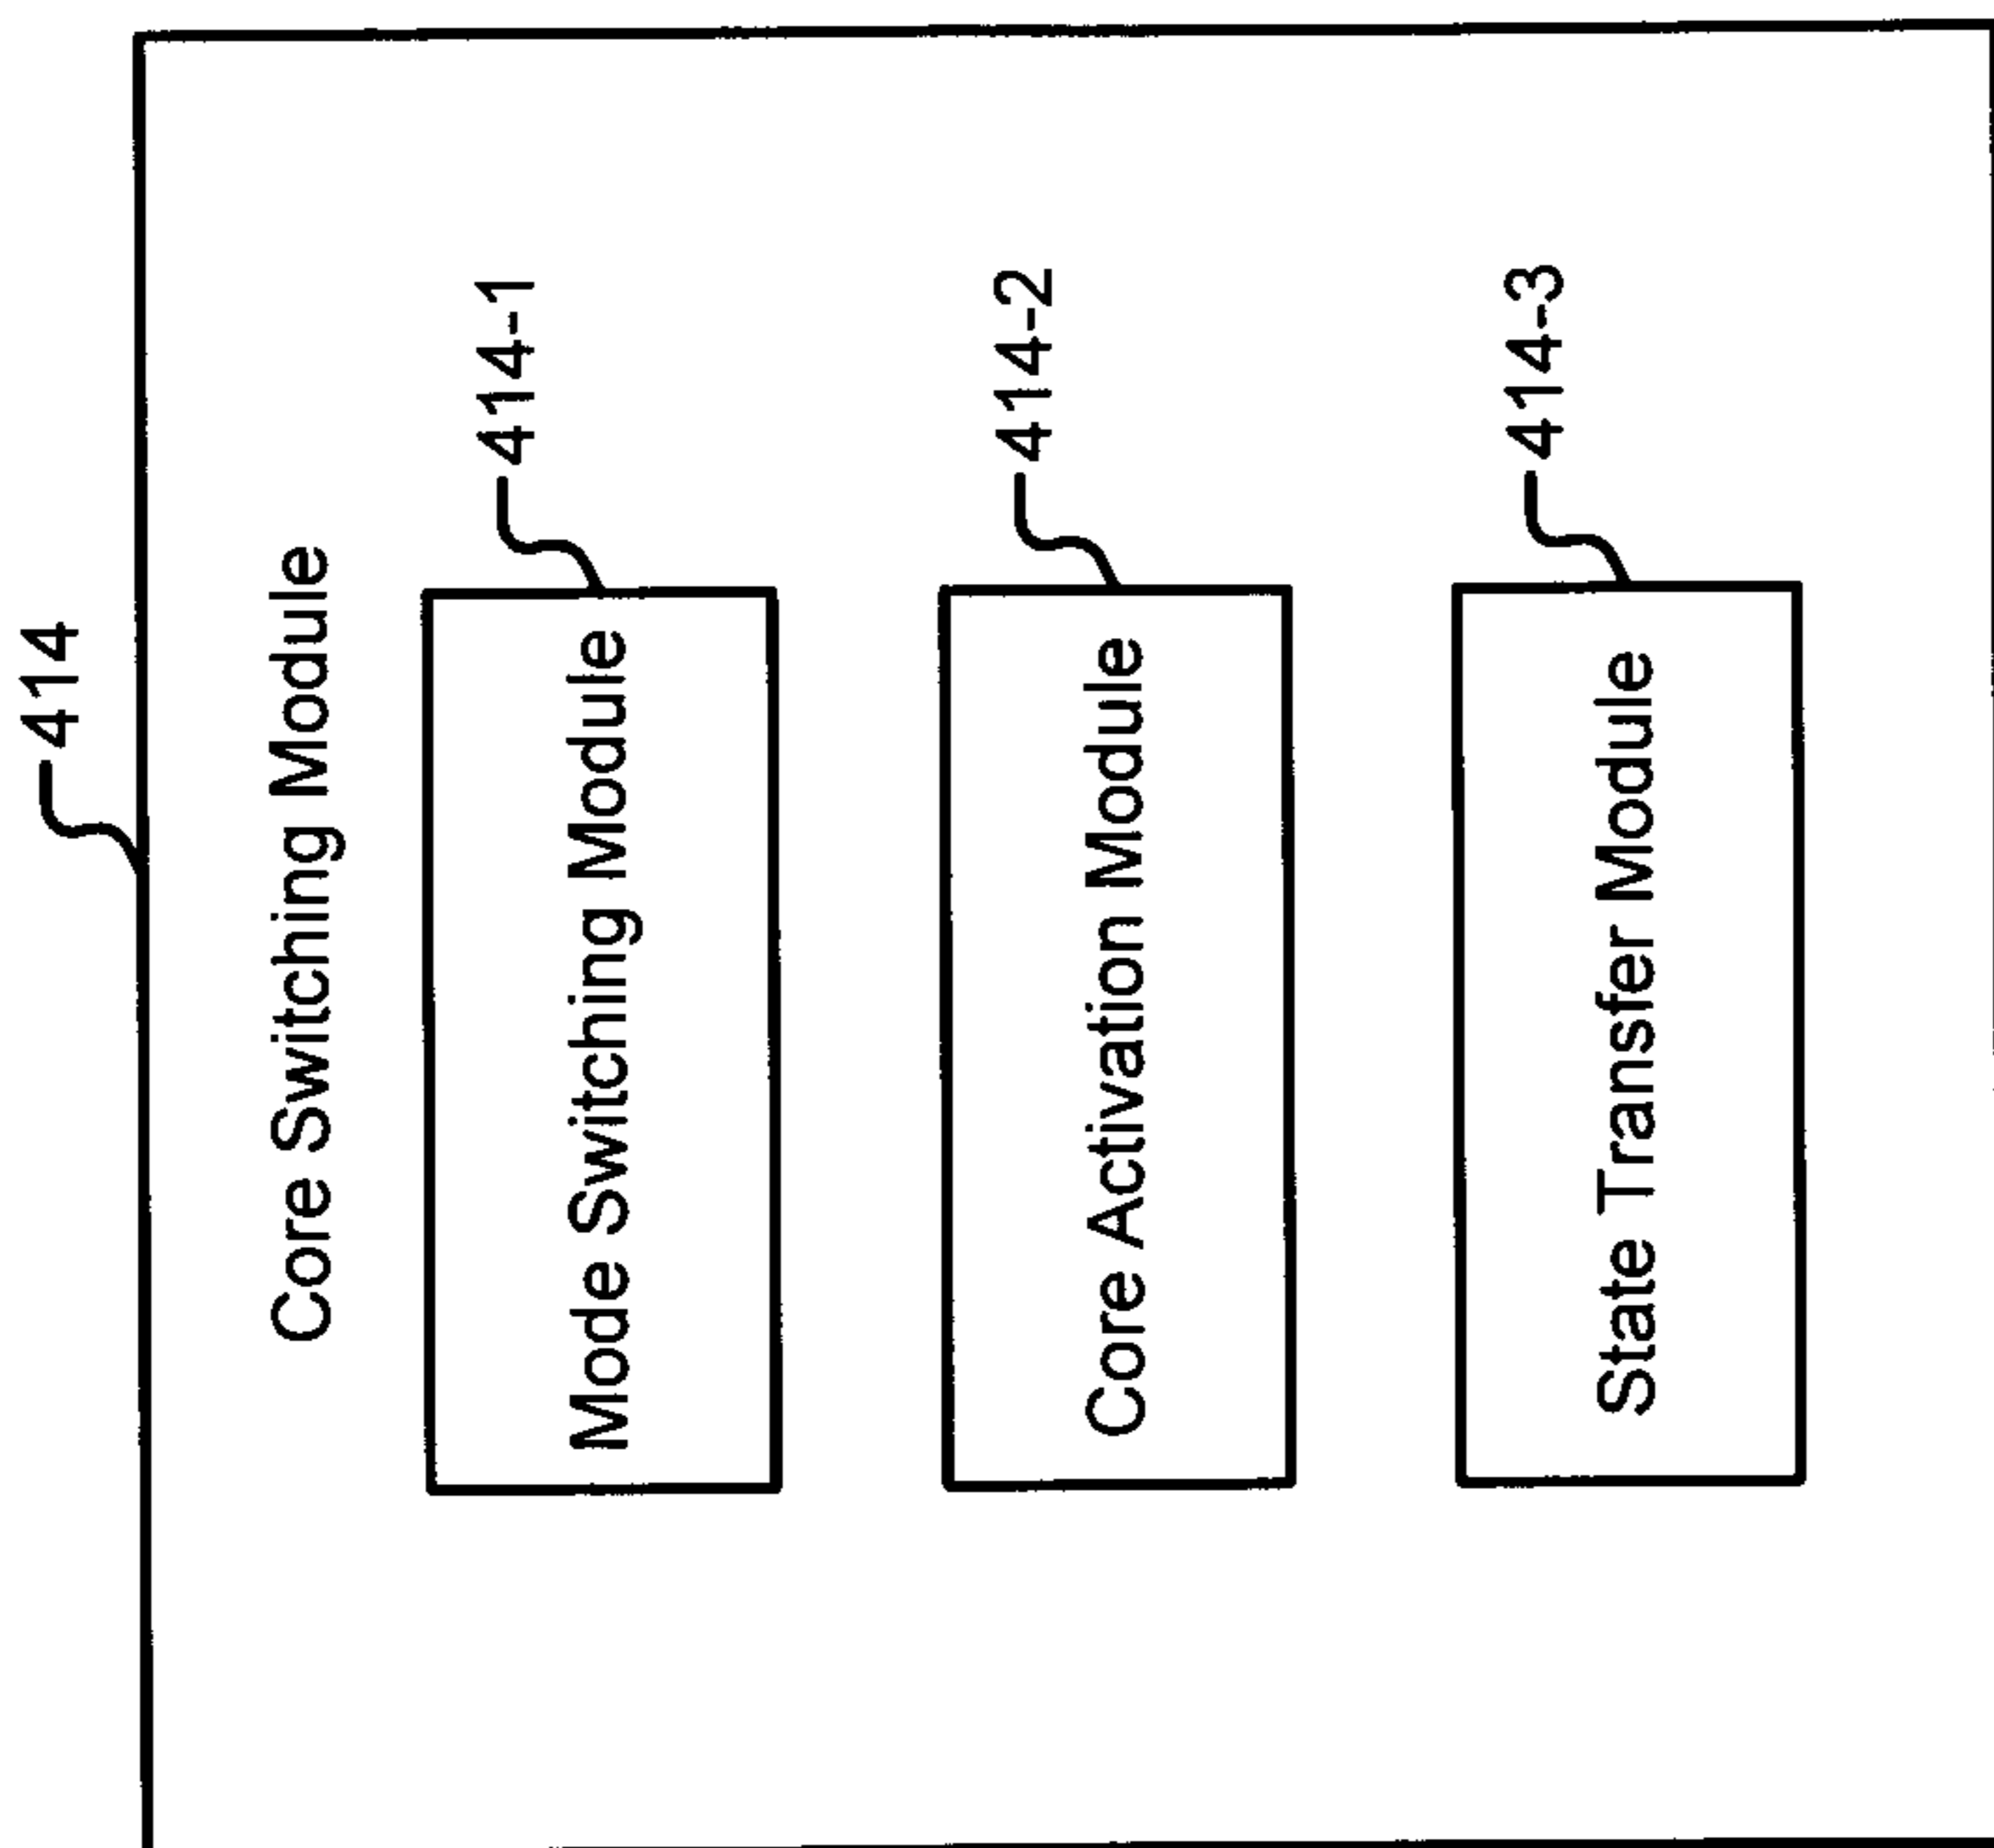 414
Core Switching Module
414-1
Mode Switching Module
414-2
Core Activation Module
414-3
State Transfer Module